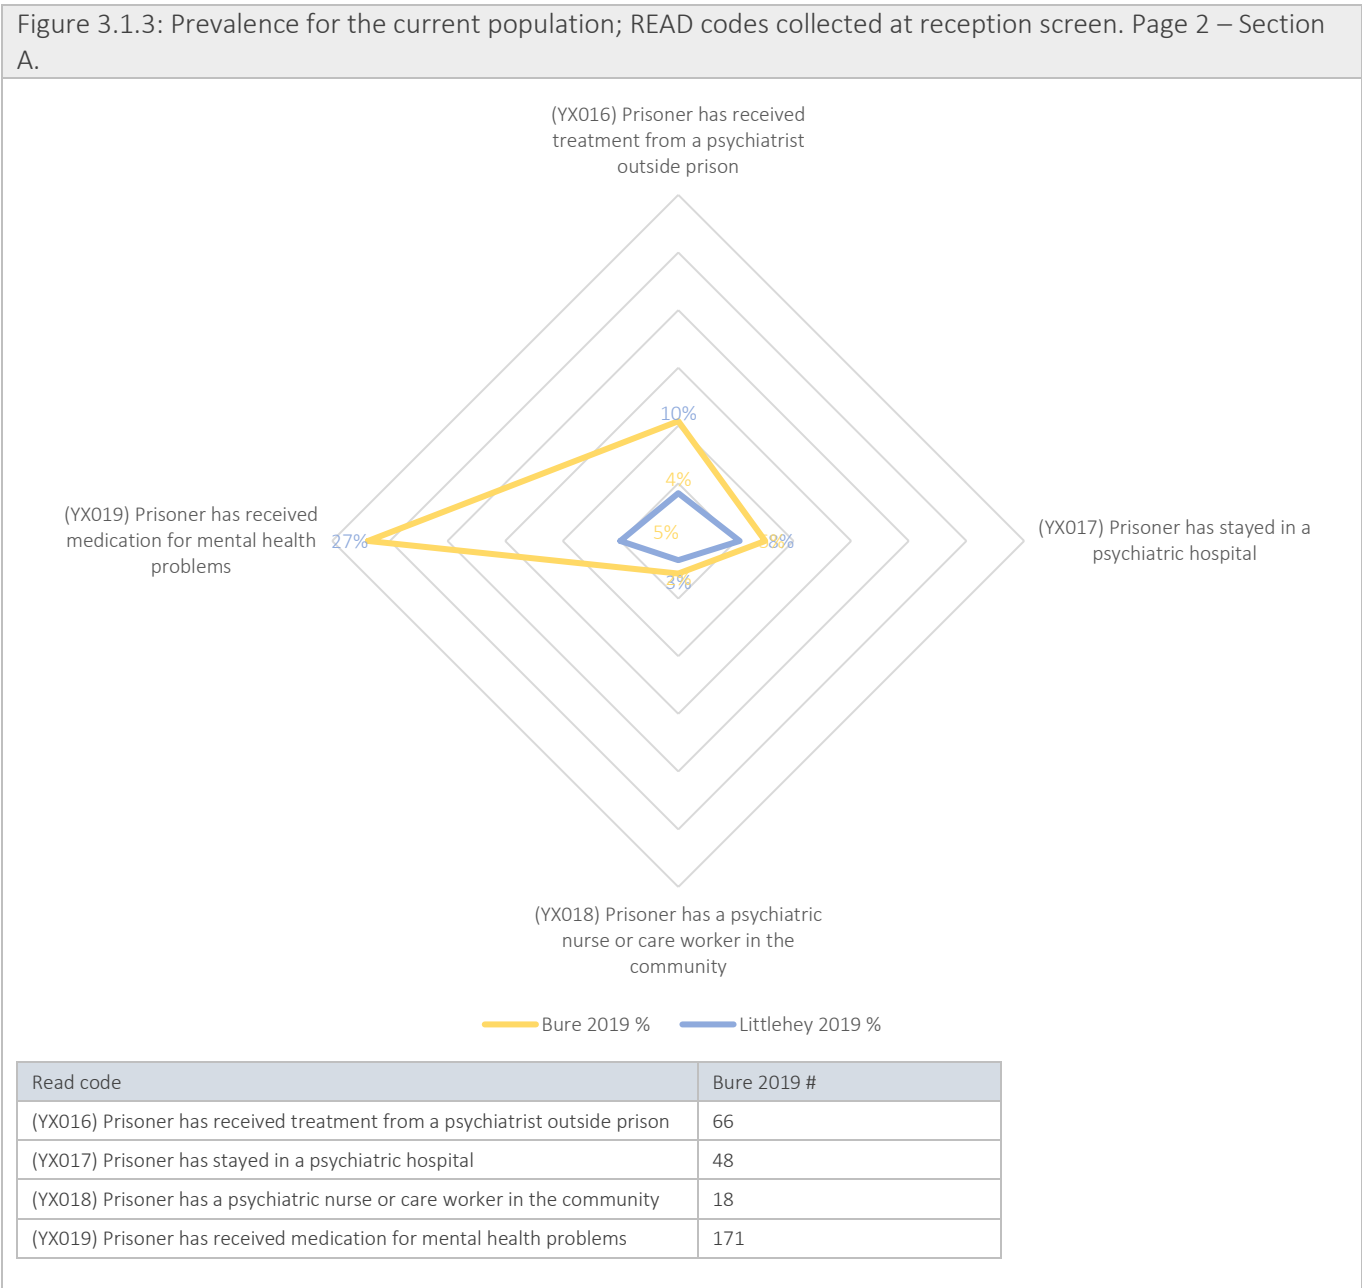 Figure 3.1.3: Prevalence for the current population; READ codes collected at reception screen. Page 2 – Section
A.
(YX016) Prisoner has received
treatment from a psychiatrist
outside prison
10%
4%
(YX019) Prisoner has received
medication for mental health
problems
27%
5%
8%
(YX017) Prisoner has stayed in a
psychiatric hospital
3%
(YX018) Prisoner has a psychiatric
nurse or care worker in the
community
Bure 2019 % Littlehey 2019 %
Read code Bure 2019 #
(YX016) Prisoner has received treatment from a psychiatrist outside prison 66
(YX017) Prisoner has stayed in a psychiatric hospital 48
(YX018) Prisoner has a psychiatric nurse or care worker in the community 18
(YX019) Prisoner has received medication for mental health problems 171